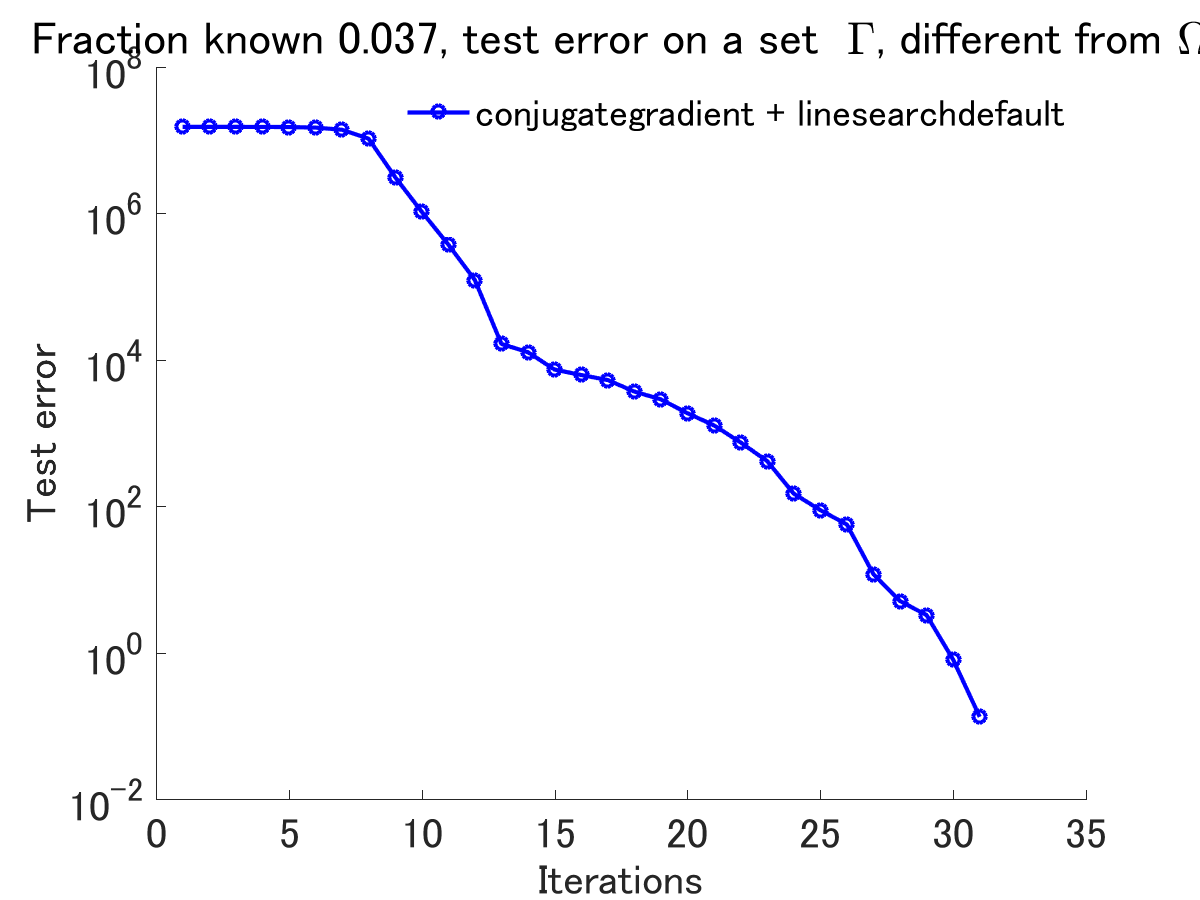 Fraction known 0.037, test error on a set Γ, different from Ω
10^8
conjugategradient + linesearchdefault
10^6
10^4
10^2
10^0
10^-2
Test error
0 5 10 15 20 25 30 35
Iterations